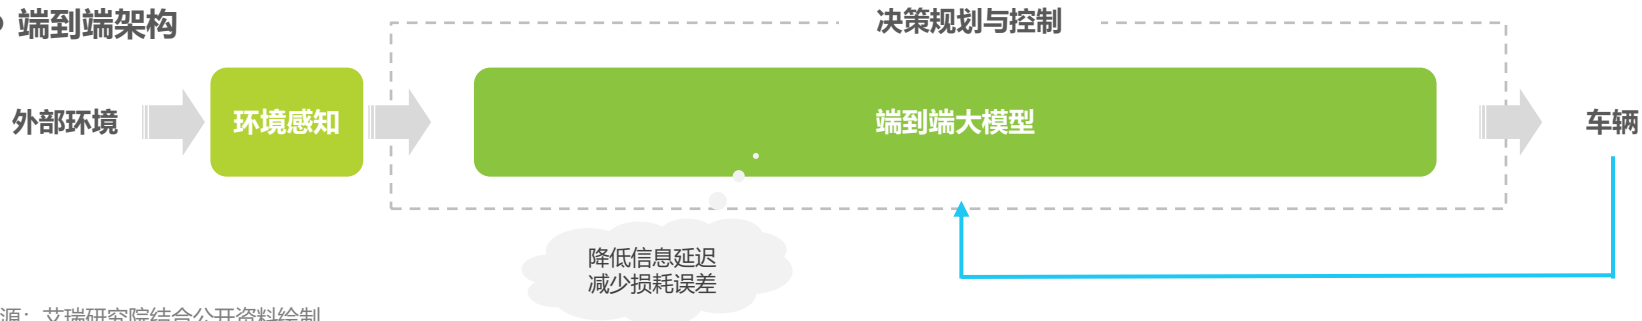 端到端架构
决策规划与控制
外部环境
环境感知
端到端大模型
车辆
降低信息延迟
减少损耗误差
源：艾瑞研究院结合公开资料绘制